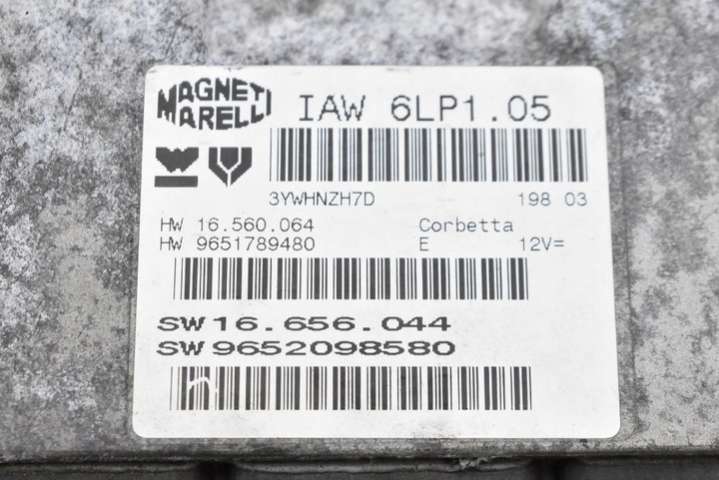 MAGNETI
MARELLI
IAW 6LP1.05
3YWHNZH7D 198 03
HW 16.560.064 Corbetta
HW 9651789480 E 12V=
SW 16.656.044
SW 9652098580